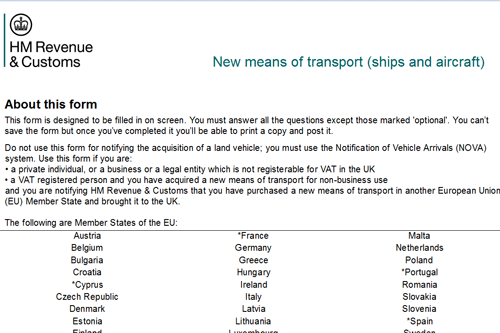 HM Revenue
& Customs
New means of transport (ships and aircraft)
About this form
This form is designed to be filled in on screen. You must answer all the questions except those marked 'optional'. You can't
save the form but once you've completed it you'll be able to print a copy and post it.
Do not use this form for notifying the acquisition of a land vehicle; you must use the Notification of Vehicle Arrivals (NOVA)
system. Use this form if you are:
• a private individual, or a business or a legal entity which is not registerable for VAT in the UK
• a VAT registered person and you have acquired a new means of transport for non-business use
and you are notifying HM Revenue & Customs that you have purchased a new means of transport in another European Union
(EU) Member State and brought it to the UK.
The following are Member States of the EU:
Austria *France Malta
Belgium Germany Netherlands
Bulgaria Greece Poland
Croatia Hungary *Portugal
*Cyprus Ireland Romania
Czech Republic Italy Slovakia
Denmark Latvia Slovenia
Estonia Lithuania *Spain
Finland Luxembourg Sweden